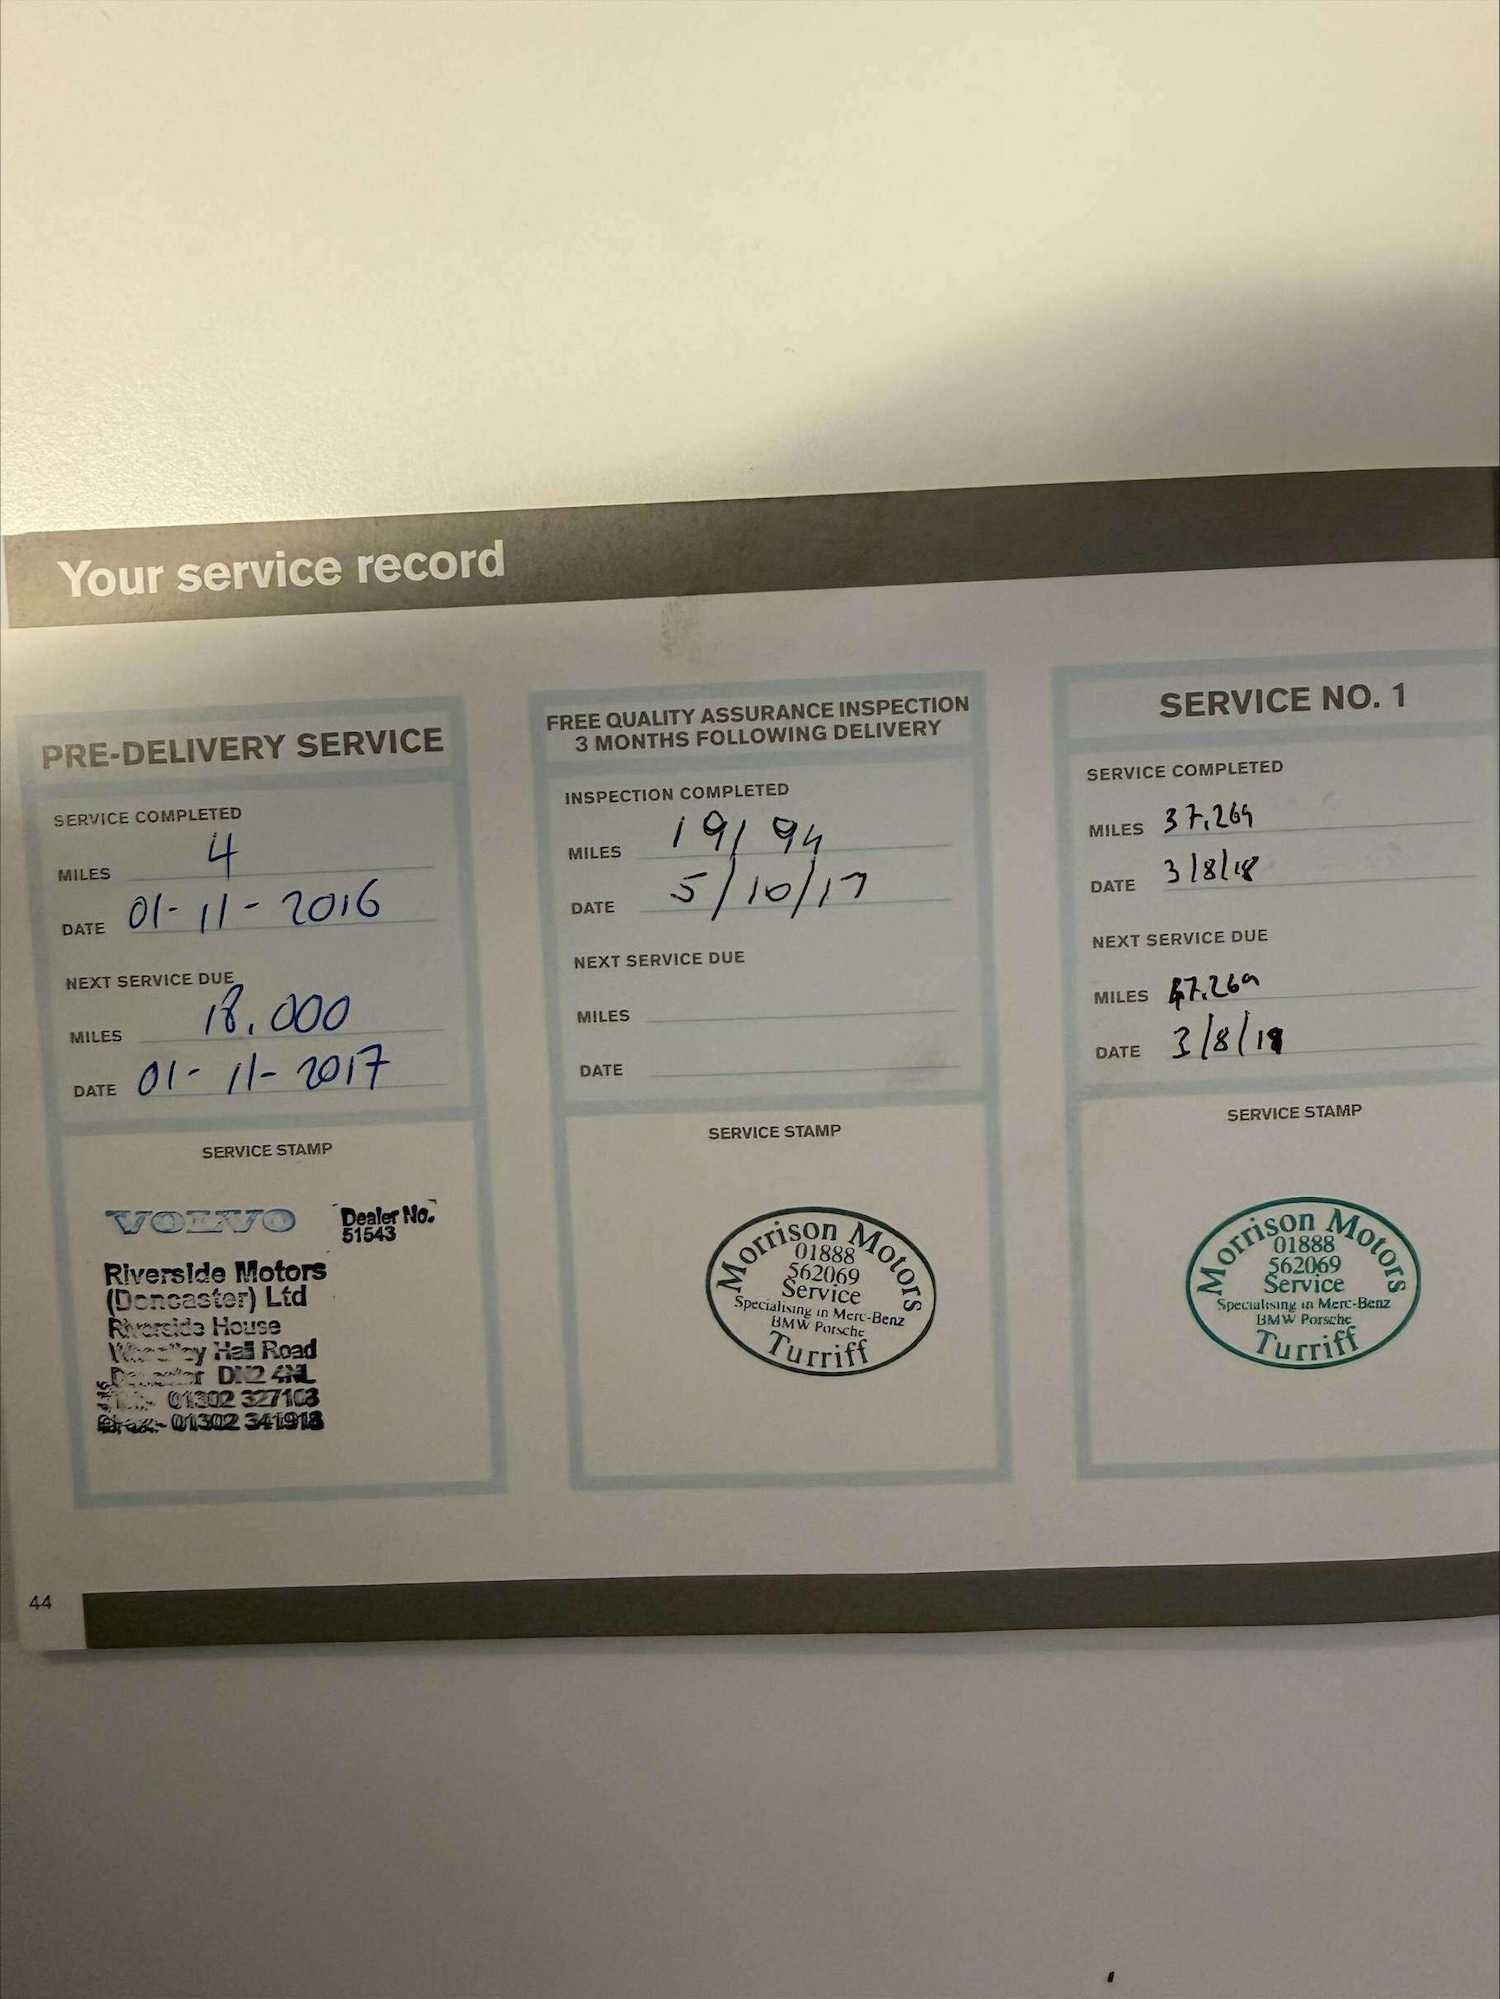 Your service record
PRE-DELIVERY SERVICE
SERVICE COMPLETED
MILES 4
DATE 01-11-2016
NEXT SERVICE DUE
MILES 18,000
DATE 01-11-2017
SERVICE STAMP
VOLVO Dealer No.
51543
Riverside Motors
(Doncaster) Ltd
Riverside House
Wheatley Hall Road
Doncaster DN2 4NL
01302 327103
Fax:- 01302 341918
FREE QUALITY ASSURANCE INSPECTION
3 MONTHS FOLLOWING DELIVERY
INSPECTION COMPLETED
MILES 19194
DATE 5/10/17
NEXT SERVICE DUE
MILES
DATE
SERVICE STAMP
Morrison Motors
01888
562069
Service
Specialising in Merc-Benz
BMW Porsche
Turriff
SERVICE NO. 1
SERVICE COMPLETED
MILES 37,269
DATE 3/8/18
NEXT SERVICE DUE
MILES 47,269
DATE 3/8/19
SERVICE STAMP
Morrison Motors
01888
562069
Service
Specialising in Merc-Benz
BMW Porsche
Turriff
44